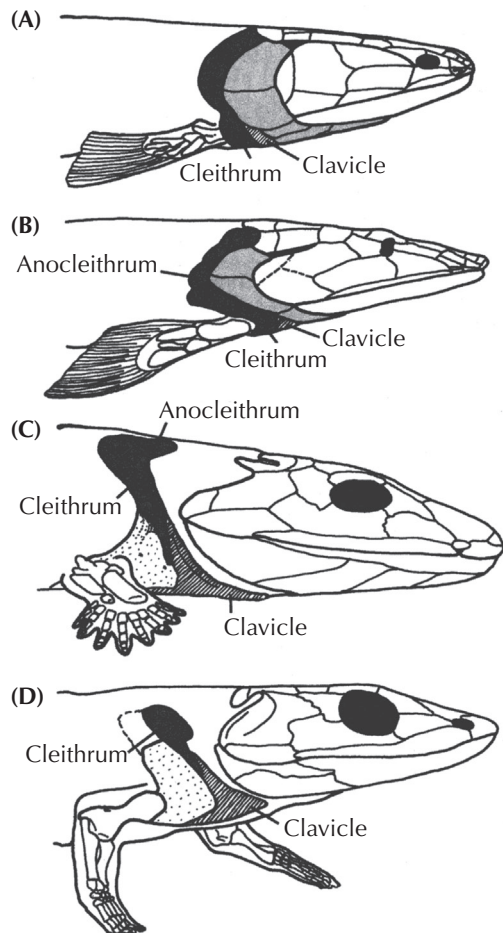 (A)
Clavicle
Cleithrum
(B)
Anocleithrum
Clavicle
Cleithrum
(C)
Anocleithrum
Cleithrum
Clavicle
(D)
Cleithrum
Clavicle